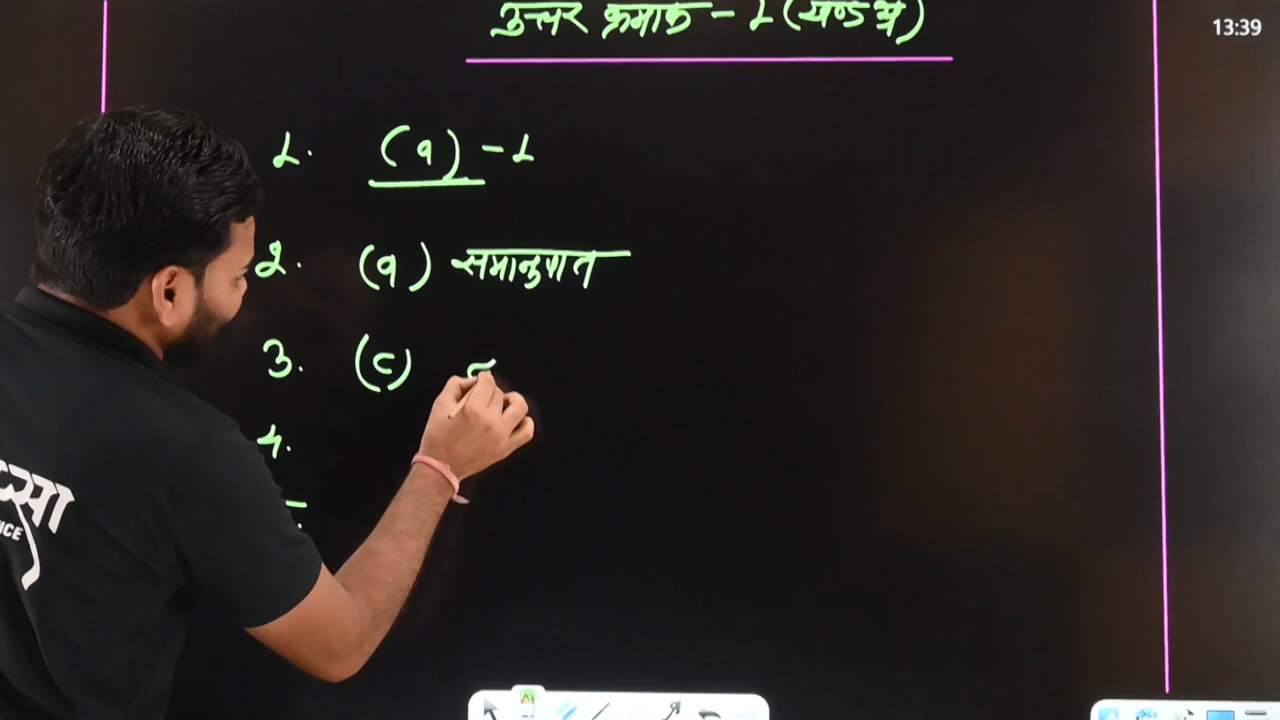 उत्तर क्रमांक - 1 (खण्ड अ)
13:39
1. (a) - 1
2. (a) समानुपात
3. (c)
4.